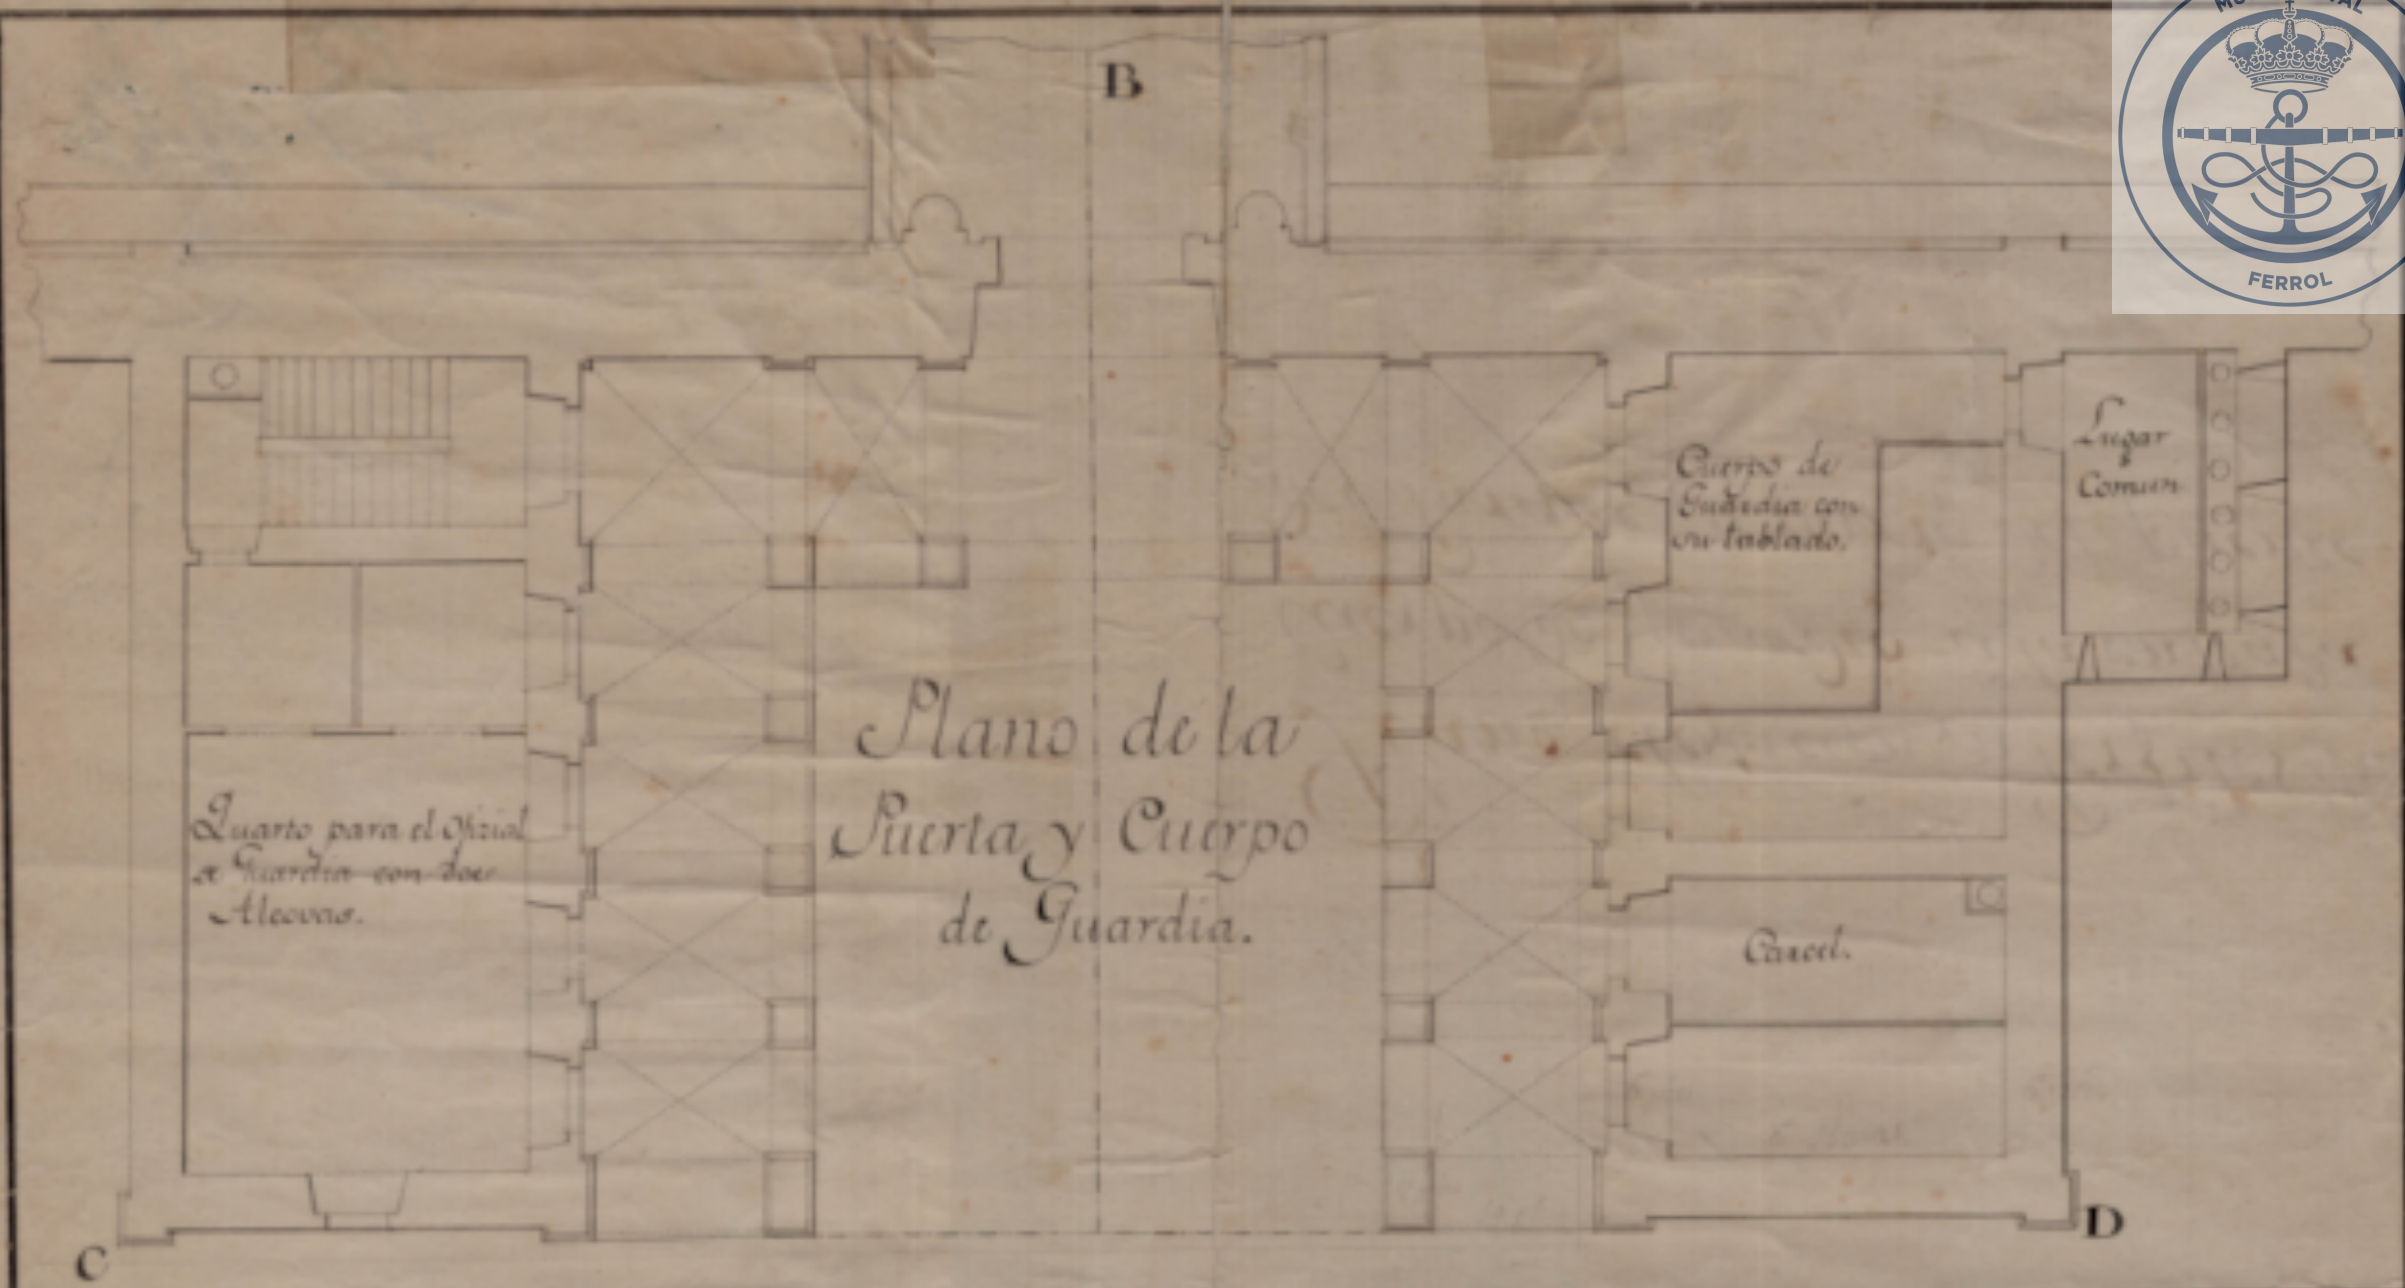 B
FERROL
Lugar
Comun
Cuerpo de
Guardia con
su tablado.
Plano de la
Puerta y Cuerpo
de Guardia.
Quarto para el Ofizial
Guardia con dos
Alcovas.
Carcel.
C
D